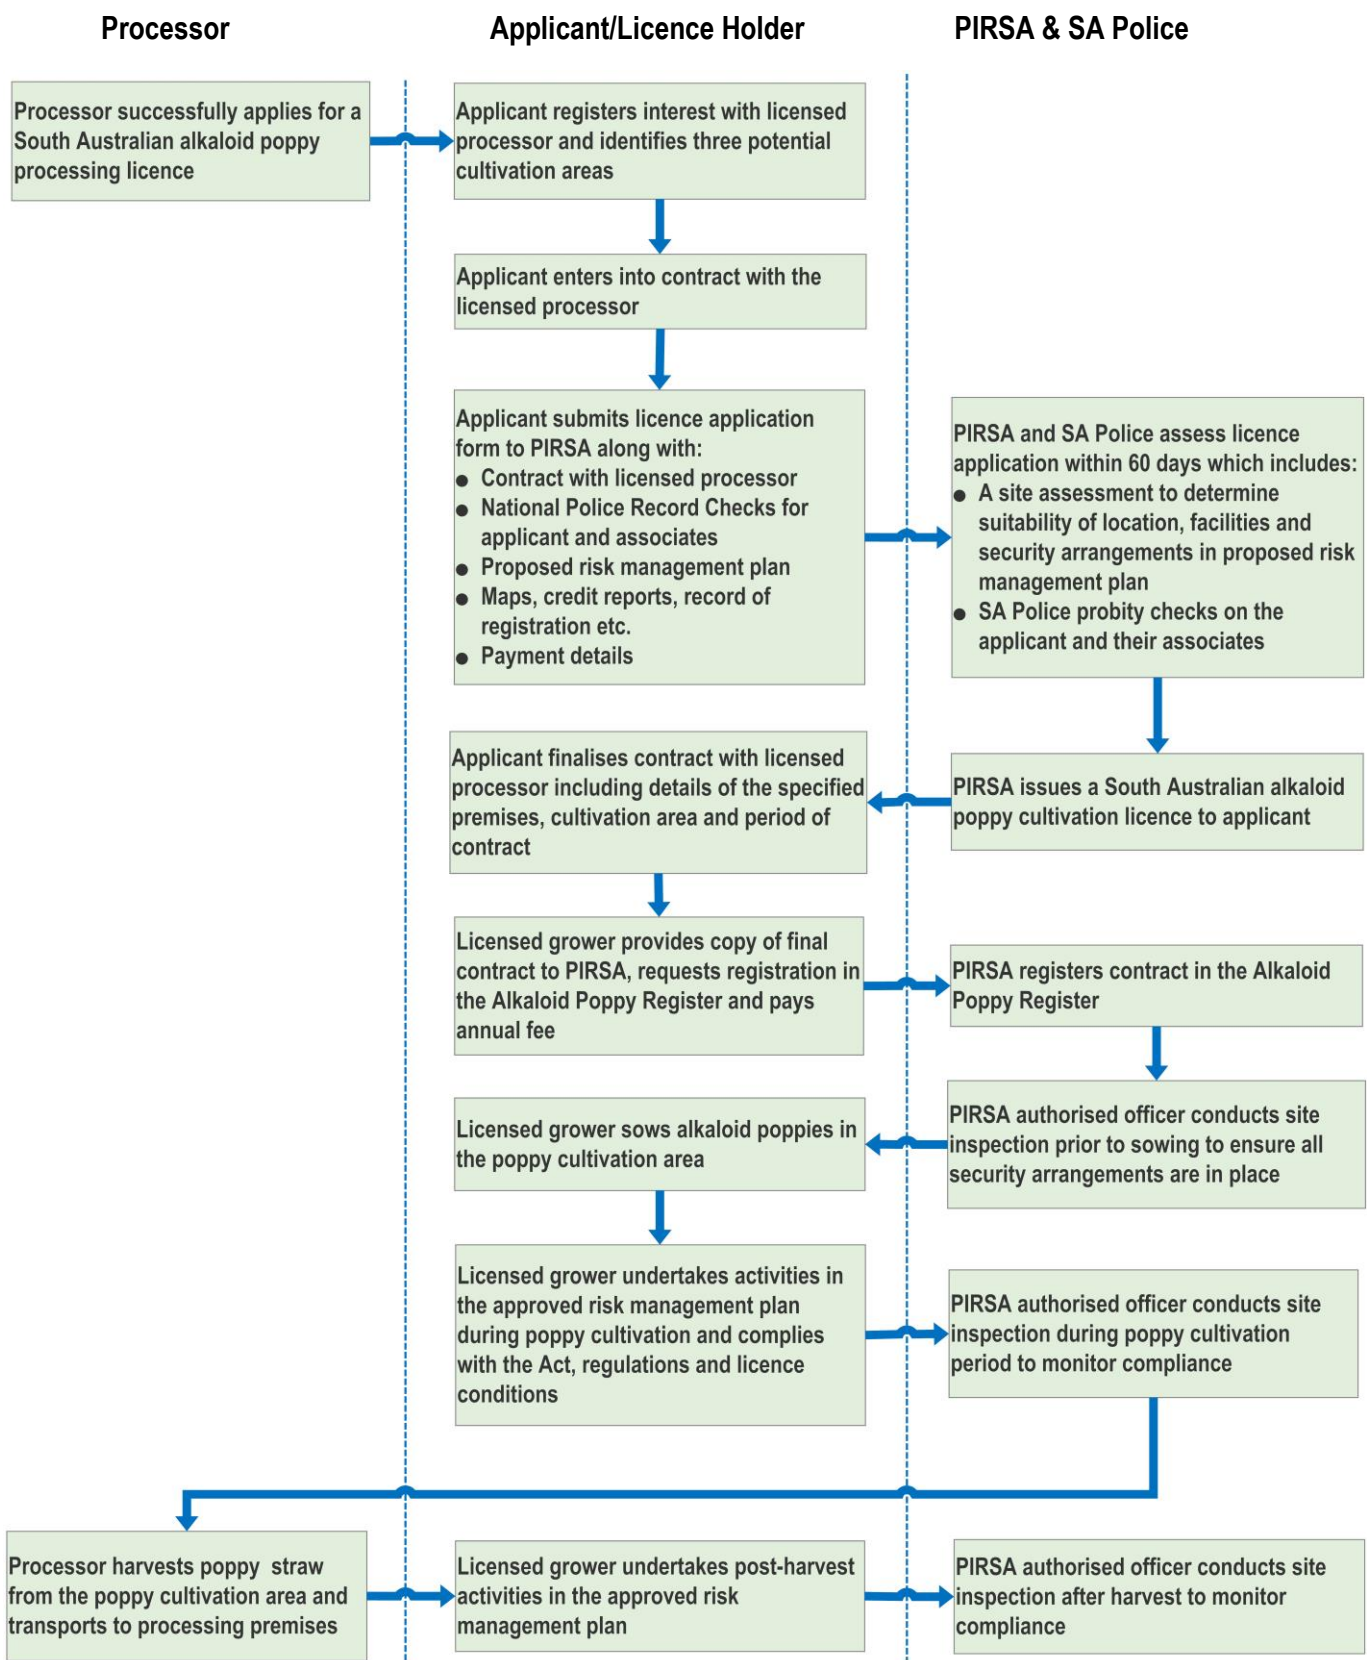 Processor
Applicant/Licence Holder
PIRSA & SA Police
Processor successfully applies for a
South Australian alkaloid poppy
processing licence
Applicant registers interest with licensed
processor and identifies three potential
cultivation areas
Applicant enters into contract with the
licensed processor
Applicant submits licence application
form to PIRSA along with:
● Contract with licensed processor
● National Police Record Checks for
applicant and associates
● Proposed risk management plan
● Maps, credit reports, record of
registration etc.
● Payment details
PIRSA and SA Police assess licence
application within 60 days which includes:
● A site assessment to determine
suitability of location, facilities and
security arrangements in proposed risk
management plan
● SA Police probity checks on the
applicant and their associates
PIRSA issues a South Australian alkaloid
poppy cultivation licence to applicant
Applicant finalises contract with licensed
processor including details of the specified
premises, cultivation area and period of
contract
Licensed grower provides copy of final
contract to PIRSA, requests registration in
the Alkaloid Poppy Register and pays
annual fee
PIRSA registers contract in the Alkaloid
Poppy Register
PIRSA authorised officer conducts site
inspection prior to sowing to ensure all
security arrangements are in place
Licensed grower sows alkaloid poppies in
the poppy cultivation area
Licensed grower undertakes activities in
the approved risk management plan
during poppy cultivation and complies
with the Act, regulations and licence
conditions
PIRSA authorised officer conducts site
inspection during poppy cultivation
period to monitor compliance
Processor harvests poppy straw
from the poppy cultivation area and
transports to processing premises
Licensed grower undertakes post-harvest
activities in the approved risk
management plan
PIRSA authorised officer conducts site
inspection after harvest to monitor
compliance